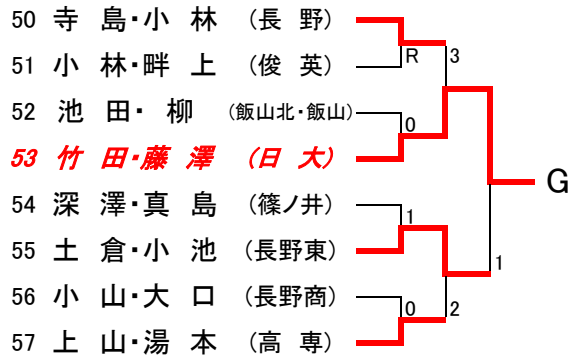 50 寺 島・小 林 (長 野)
R 3
51 小 林・畔 上 (俊 英)
52 池 田・ 柳 (飯山北・飯山)
0
53 竹 田・藤 澤 (日 大)
G
54 深 澤・真 島 (篠ノ井)
1
55 土 倉・小 池 (長野東)
1
56 小 山・大 口 (長野商)
0 2
57 上 山・湯 本 (高 専)